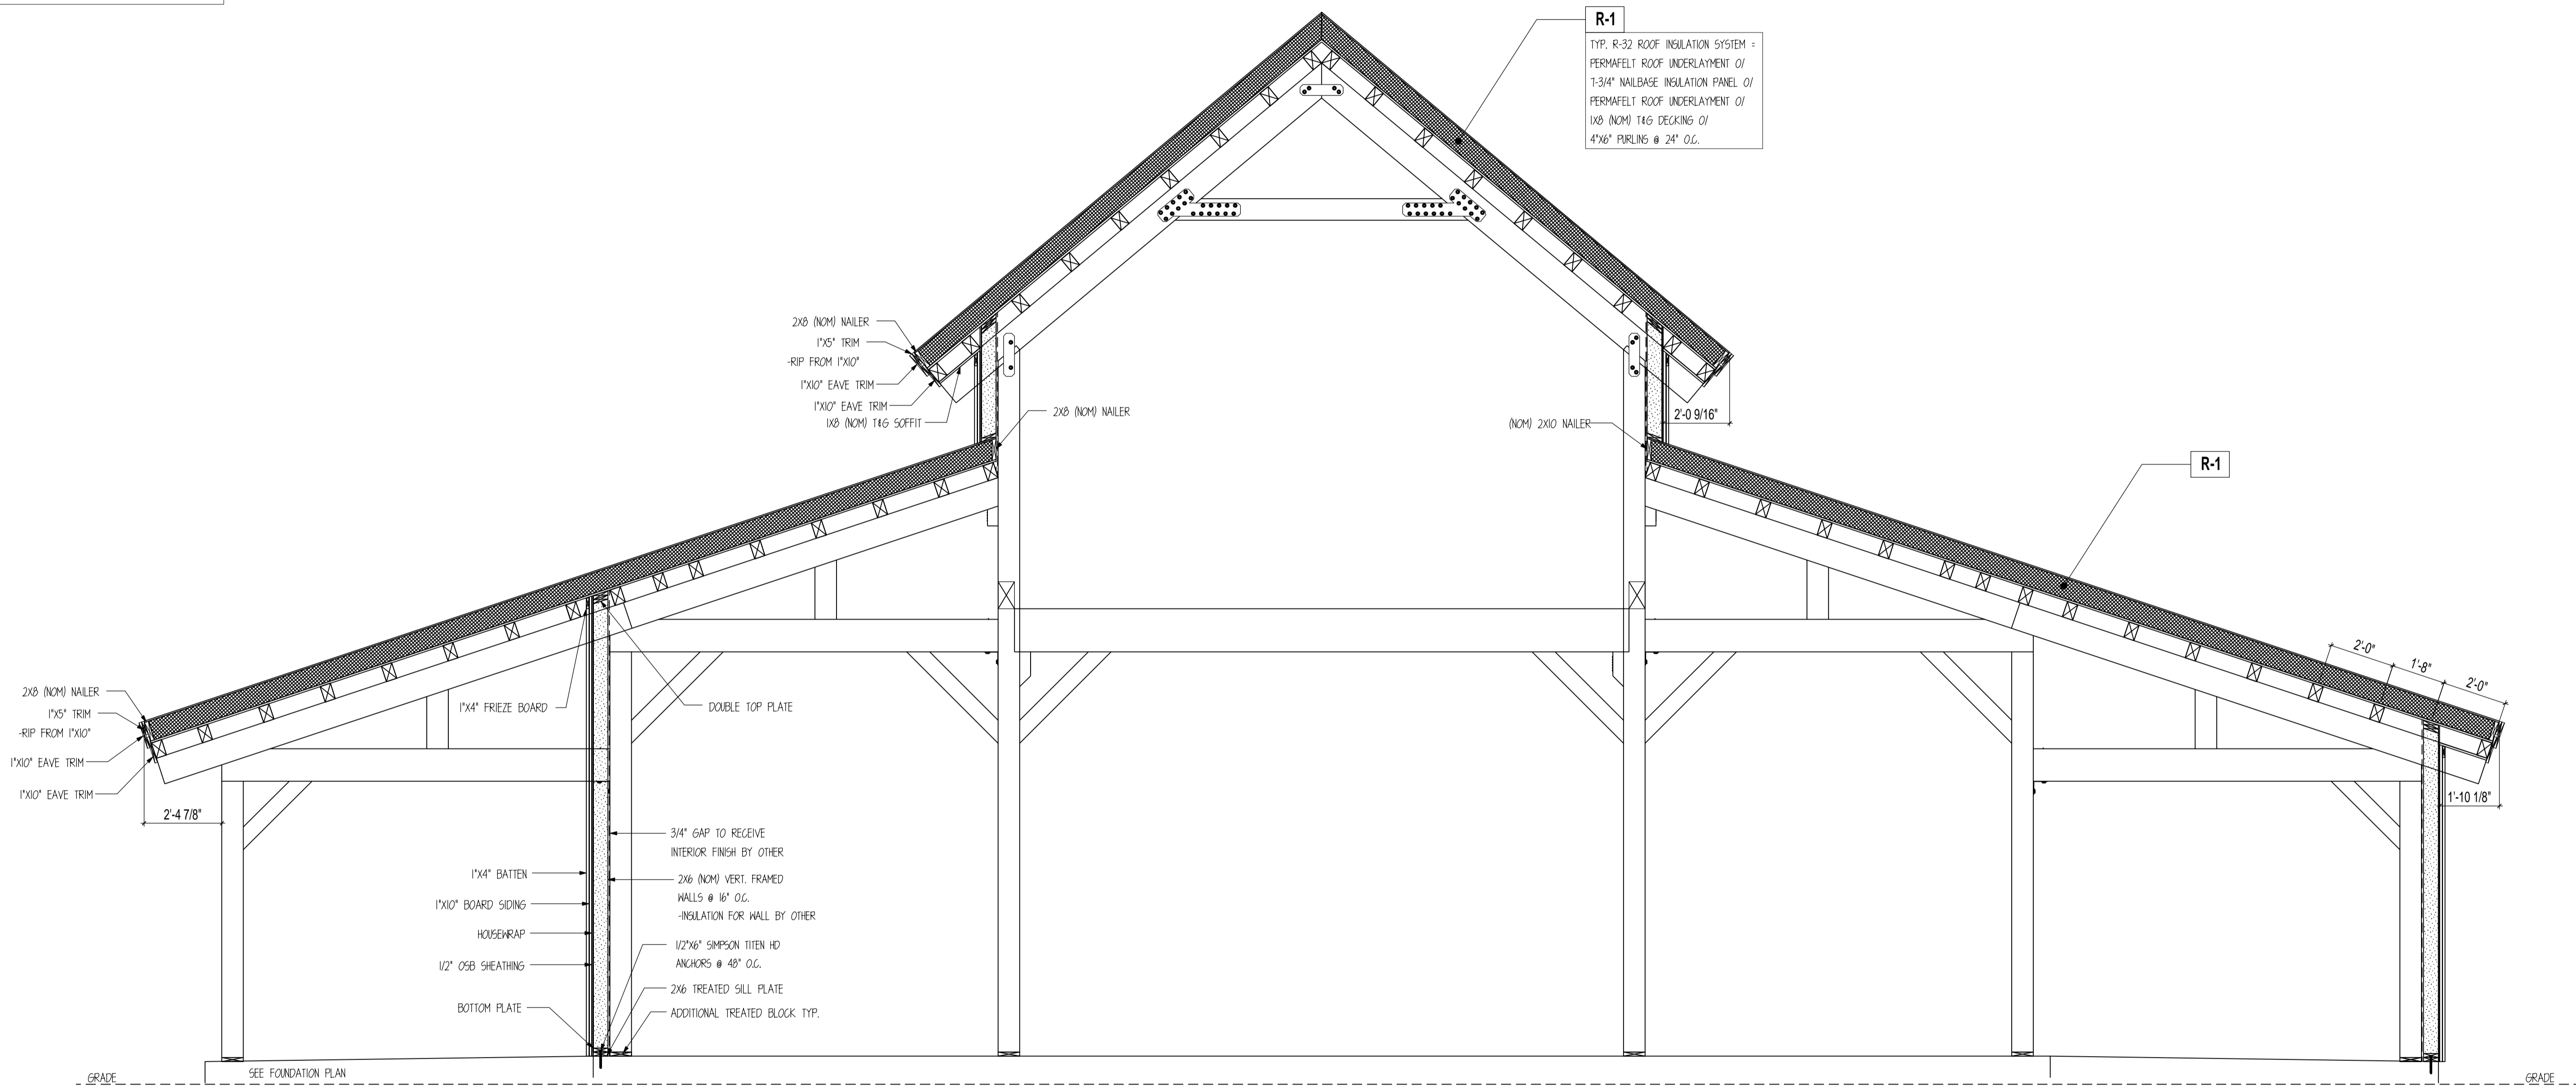 R-1
TYP. R-32 ROOF INSULATION SYSTEM =
PERMAFELT ROOF UNDERLAYMENT O/
7-3/4" NAILBASE INSULATION PANEL O/
PERMAFELT ROOF UNDERLAYMENT O/
1X8 (NOM) T&G DECKING O/
4"X6" PURLINS @ 24" O.C.
2X8 (NOM) NAILER
1"X5" TRIM
-RIP FROM 1"X10"
1"X10" EAVE TRIM
1"X10" EAVE TRIM
1X8 (NOM) T&G SOFFIT
2X8 (NOM) NAILER
(NOM) 2X10 NAILER
2'-0 9/16"
R-1
2'-0"
1'-8"
2'-0"
1'-10 1/8"
2X8 (NOM) NAILER
1"X5" TRIM
-RIP FROM 1"X10"
1"X10" EAVE TRIM
1"X10" EAVE TRIM
2'-4 7/8"
1"X4" FRIEZE BOARD
DOUBLE TOP PLATE
3/4" GAP TO RECEIVE
INTERIOR FINISH BY OTHER
1"X4" BATTEN
2X6 (NOM) VERT. FRAMED
WALLS @ 16" O.C.
-INSULATION FOR WALL BY OTHER
1"X10" BOARD SIDING
HOUSEWRAP
1/2"X6" SIMPSON TITEN HD
ANCHORS @ 48" O.C.
1/2" OSB SHEATHING
2X6 TREATED SILL PLATE
BOTTOM PLATE
ADDITIONAL TREATED BLOCK TYP.
SEE FOUNDATION PLAN
GRADE
GRADE